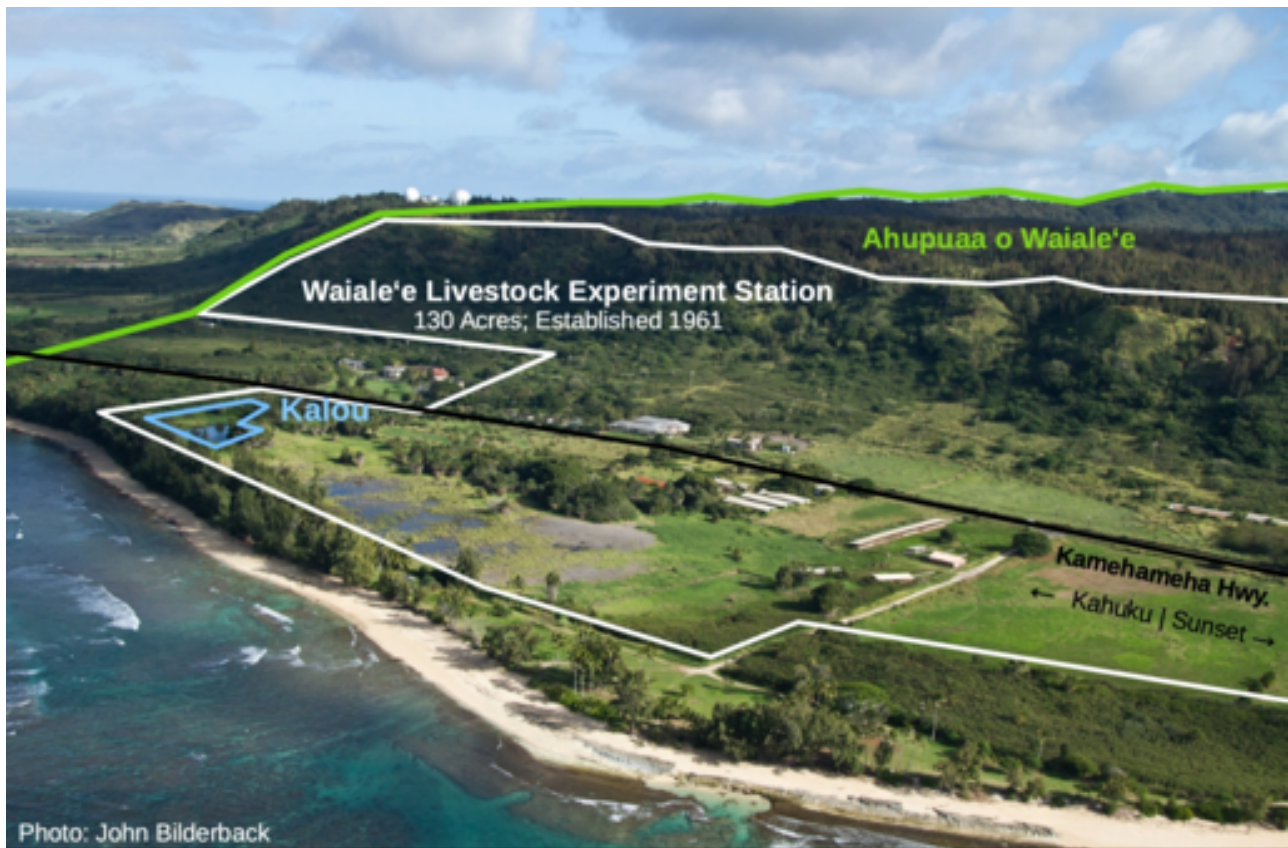 Ahupuaa o Waiale‘e
Waiale‘e Livestock Experiment Station
130 Acres; Established 1961
Kalou
Kamehameha Hwy.
← Kahuku | Sunset →
Photo: John Bilderback